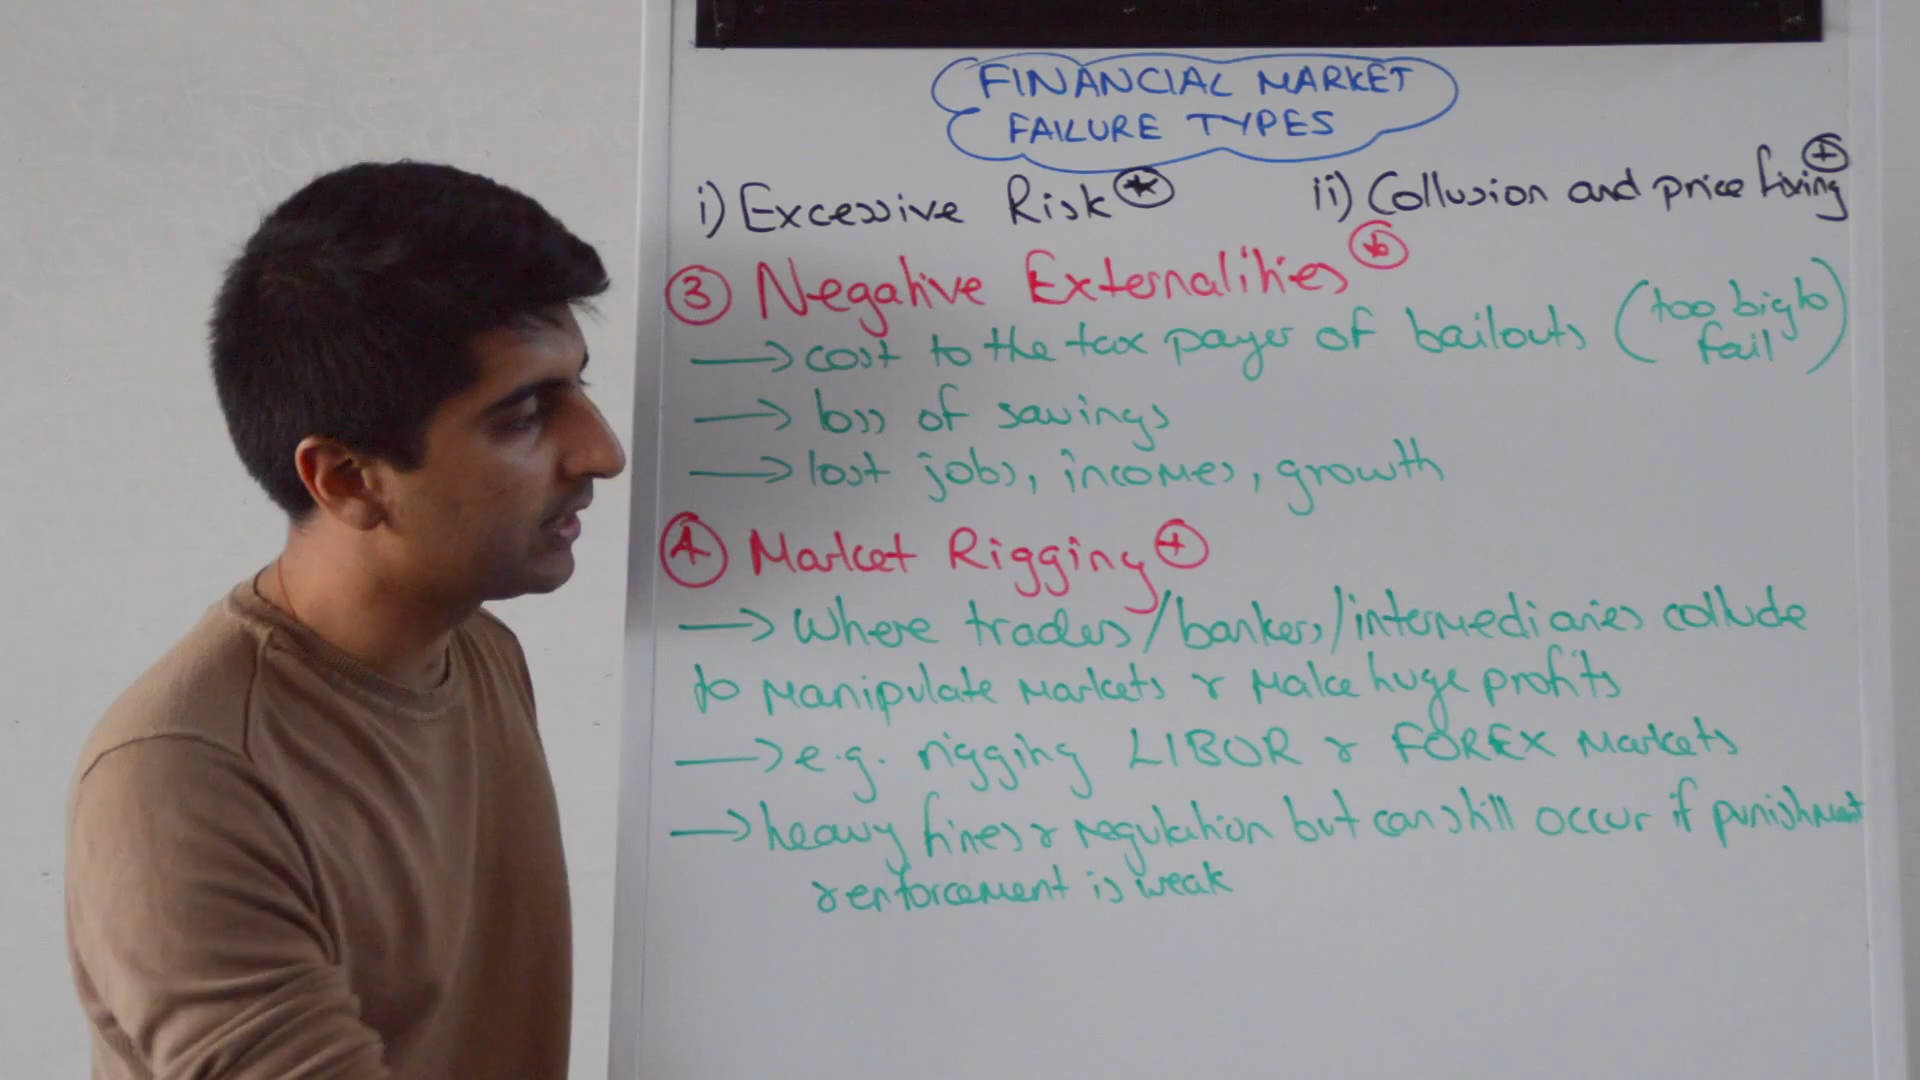 FINANCIAL MARKET
FAILURE TYPES
i) Excessive Risk *
ii) Collusion and price fixing +
3 Negative Externalities *
→ cost to the tax payer of bailouts (too big to fail)
→ loss of savings
→ lost jobs, incomes, growth
4 Market Rigging +
→ Where traders/bankers/intermediaries collude
to manipulate markets & make huge profits
→ e.g. rigging LIBOR & FOREX markets
→ heavy fines & regulation but can still occur if punishment
& enforcement is weak